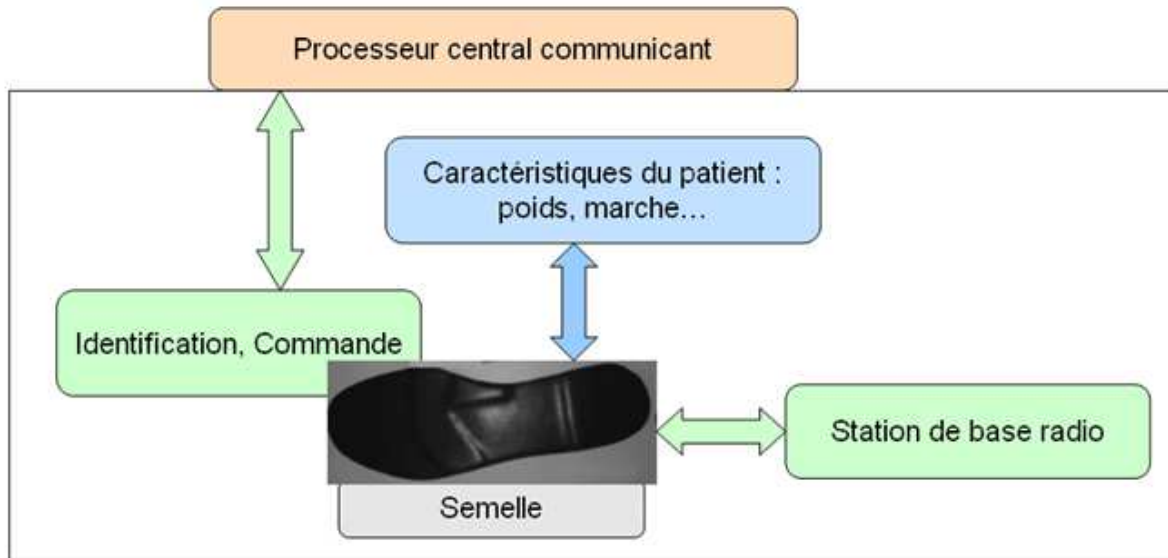 Processeur central communicant
Caractéristiques du patient :
poids, marche…
Identification, Commande
Station de base radio
Semelle